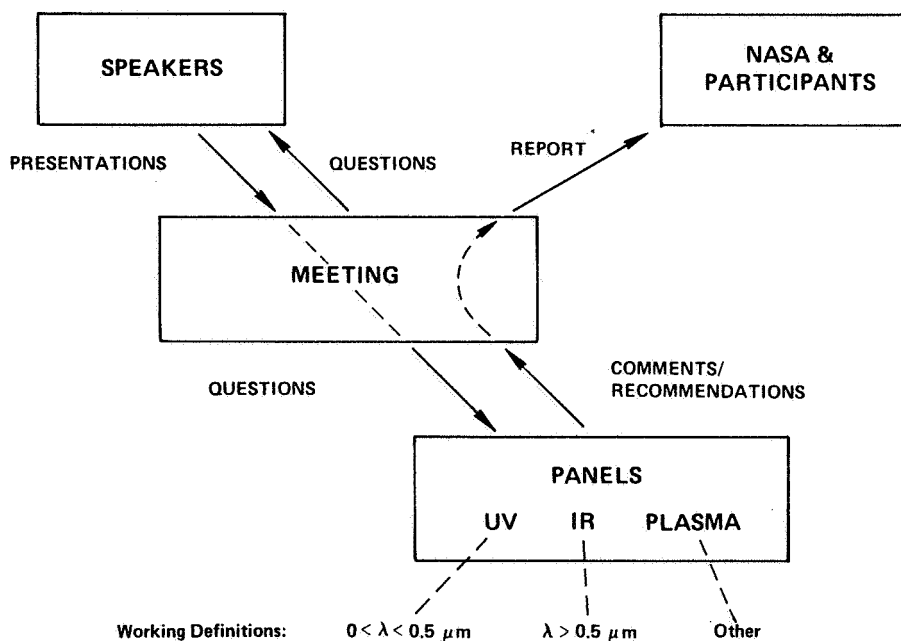 SPEAKERS
NASA &
PARTICIPANTS
PRESENTATIONS
QUESTIONS
REPORT
MEETING
QUESTIONS
COMMENTS/
RECOMMENDATIONS
PANELS
UV IR PLASMA
Working Definitions: 0 < λ < 0.5 μm λ > 0.5 μm Other